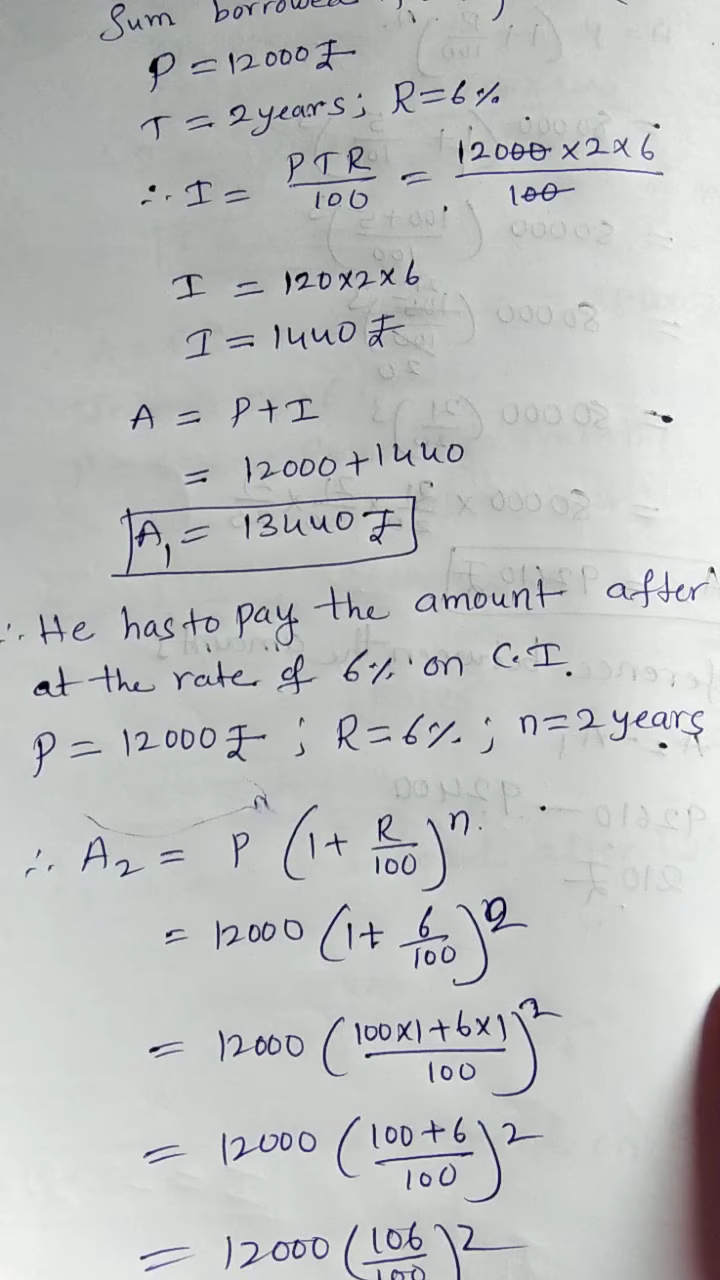 Sum borrowed
P = 12000 ₹
T = 2 years ; R = 6%
∴ I = PTR/100 = 12000 × 2 × 6/100
I = 120 × 2 × 6
I = 1440 ₹
A = P + I
= 12000 + 1440
A₁ = 13440 ₹
∴ He has to pay the amount after
at the rate of 6% on C.I.
P = 12000 ₹ ; R = 6% ; n = 2 years
∴ A₂ = P (1 + R/100)ⁿ
= 12000 (1 + 6/100)²
= 12000 (100×1+6×1/100)²
= 12000 (100+6/100)²
= 12000 (106/100)²